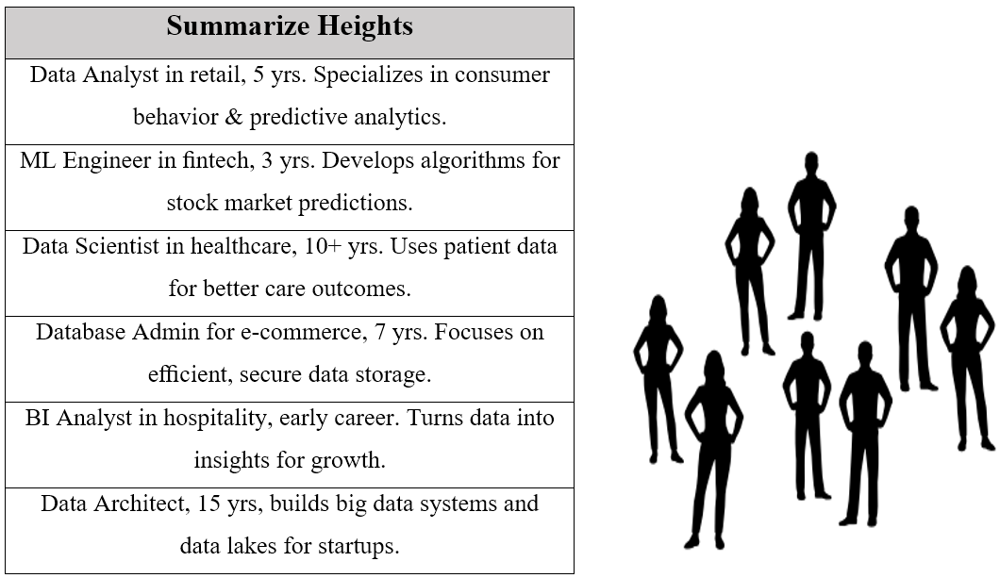 Summarize Heights
Data Analyst in retail, 5 yrs. Specializes in consumer
behavior & predictive analytics.
ML Engineer in fintech, 3 yrs. Develops algorithms for
stock market predictions.
Data Scientist in healthcare, 10+ yrs. Uses patient data
for better care outcomes.
Database Admin for e-commerce, 7 yrs. Focuses on
efficient, secure data storage.
BI Analyst in hospitality, early career. Turns data into
insights for growth.
Data Architect, 15 yrs, builds big data systems and
data lakes for startups.